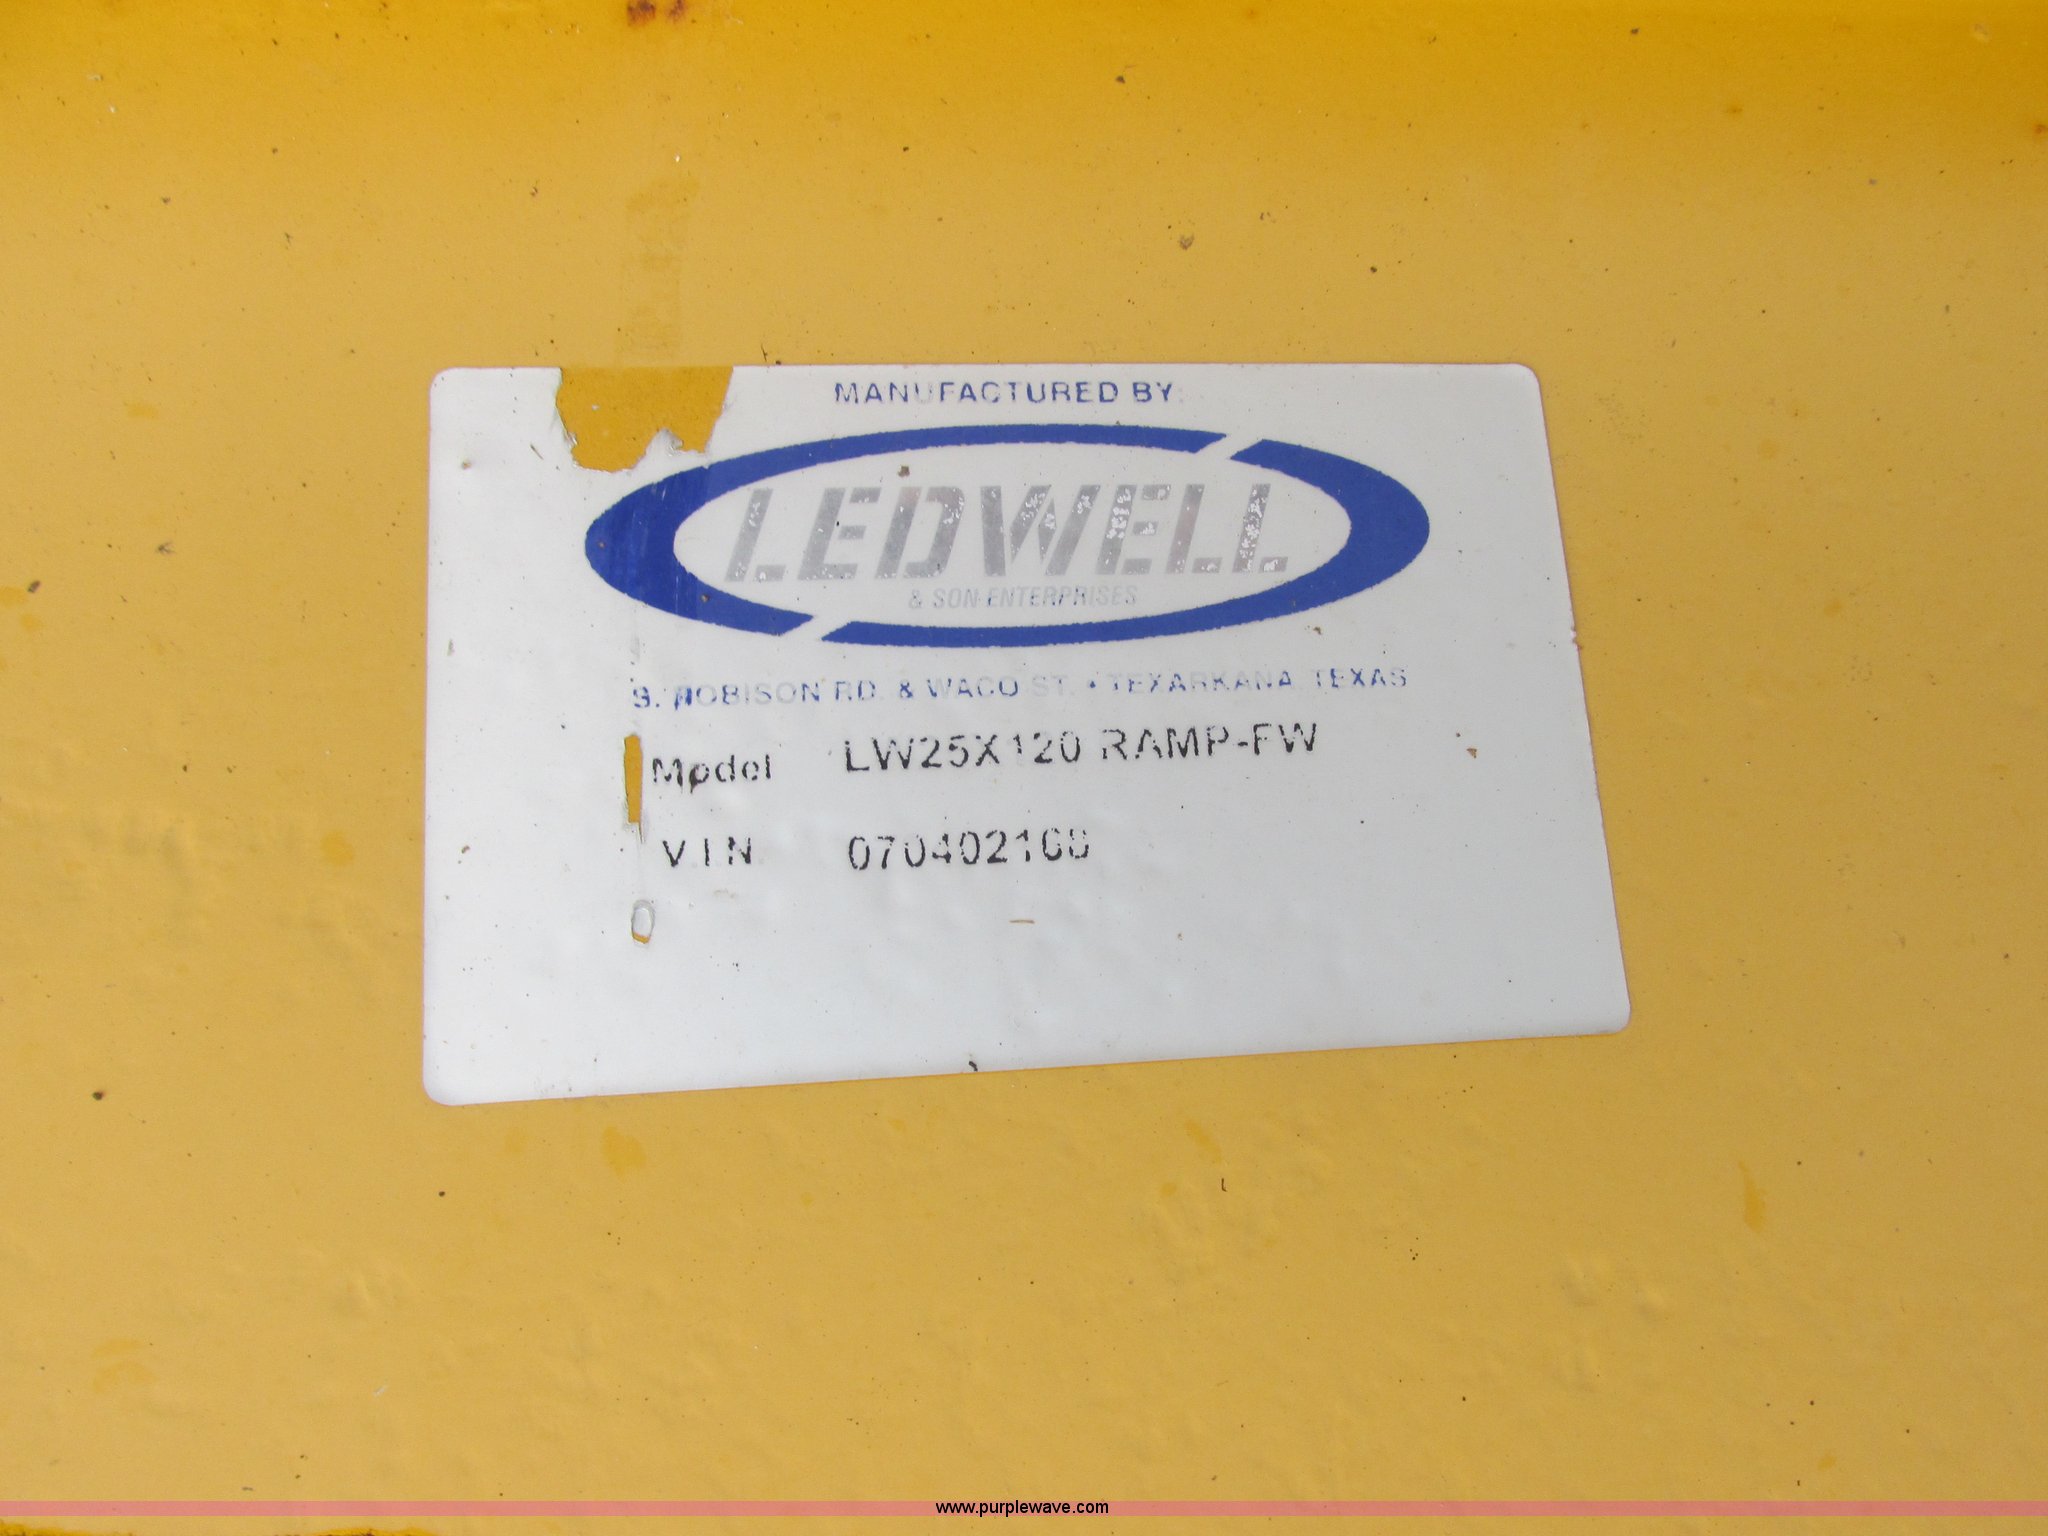 MANUFACTURED BY:
LEDWELL
& SON ENTERPRISES
S. ROBISON RD. & WACO ST. • TEXARKANA, TEXAS
Model LW25X120 RAMP-FW
V.I.N.
www.purplewave.com